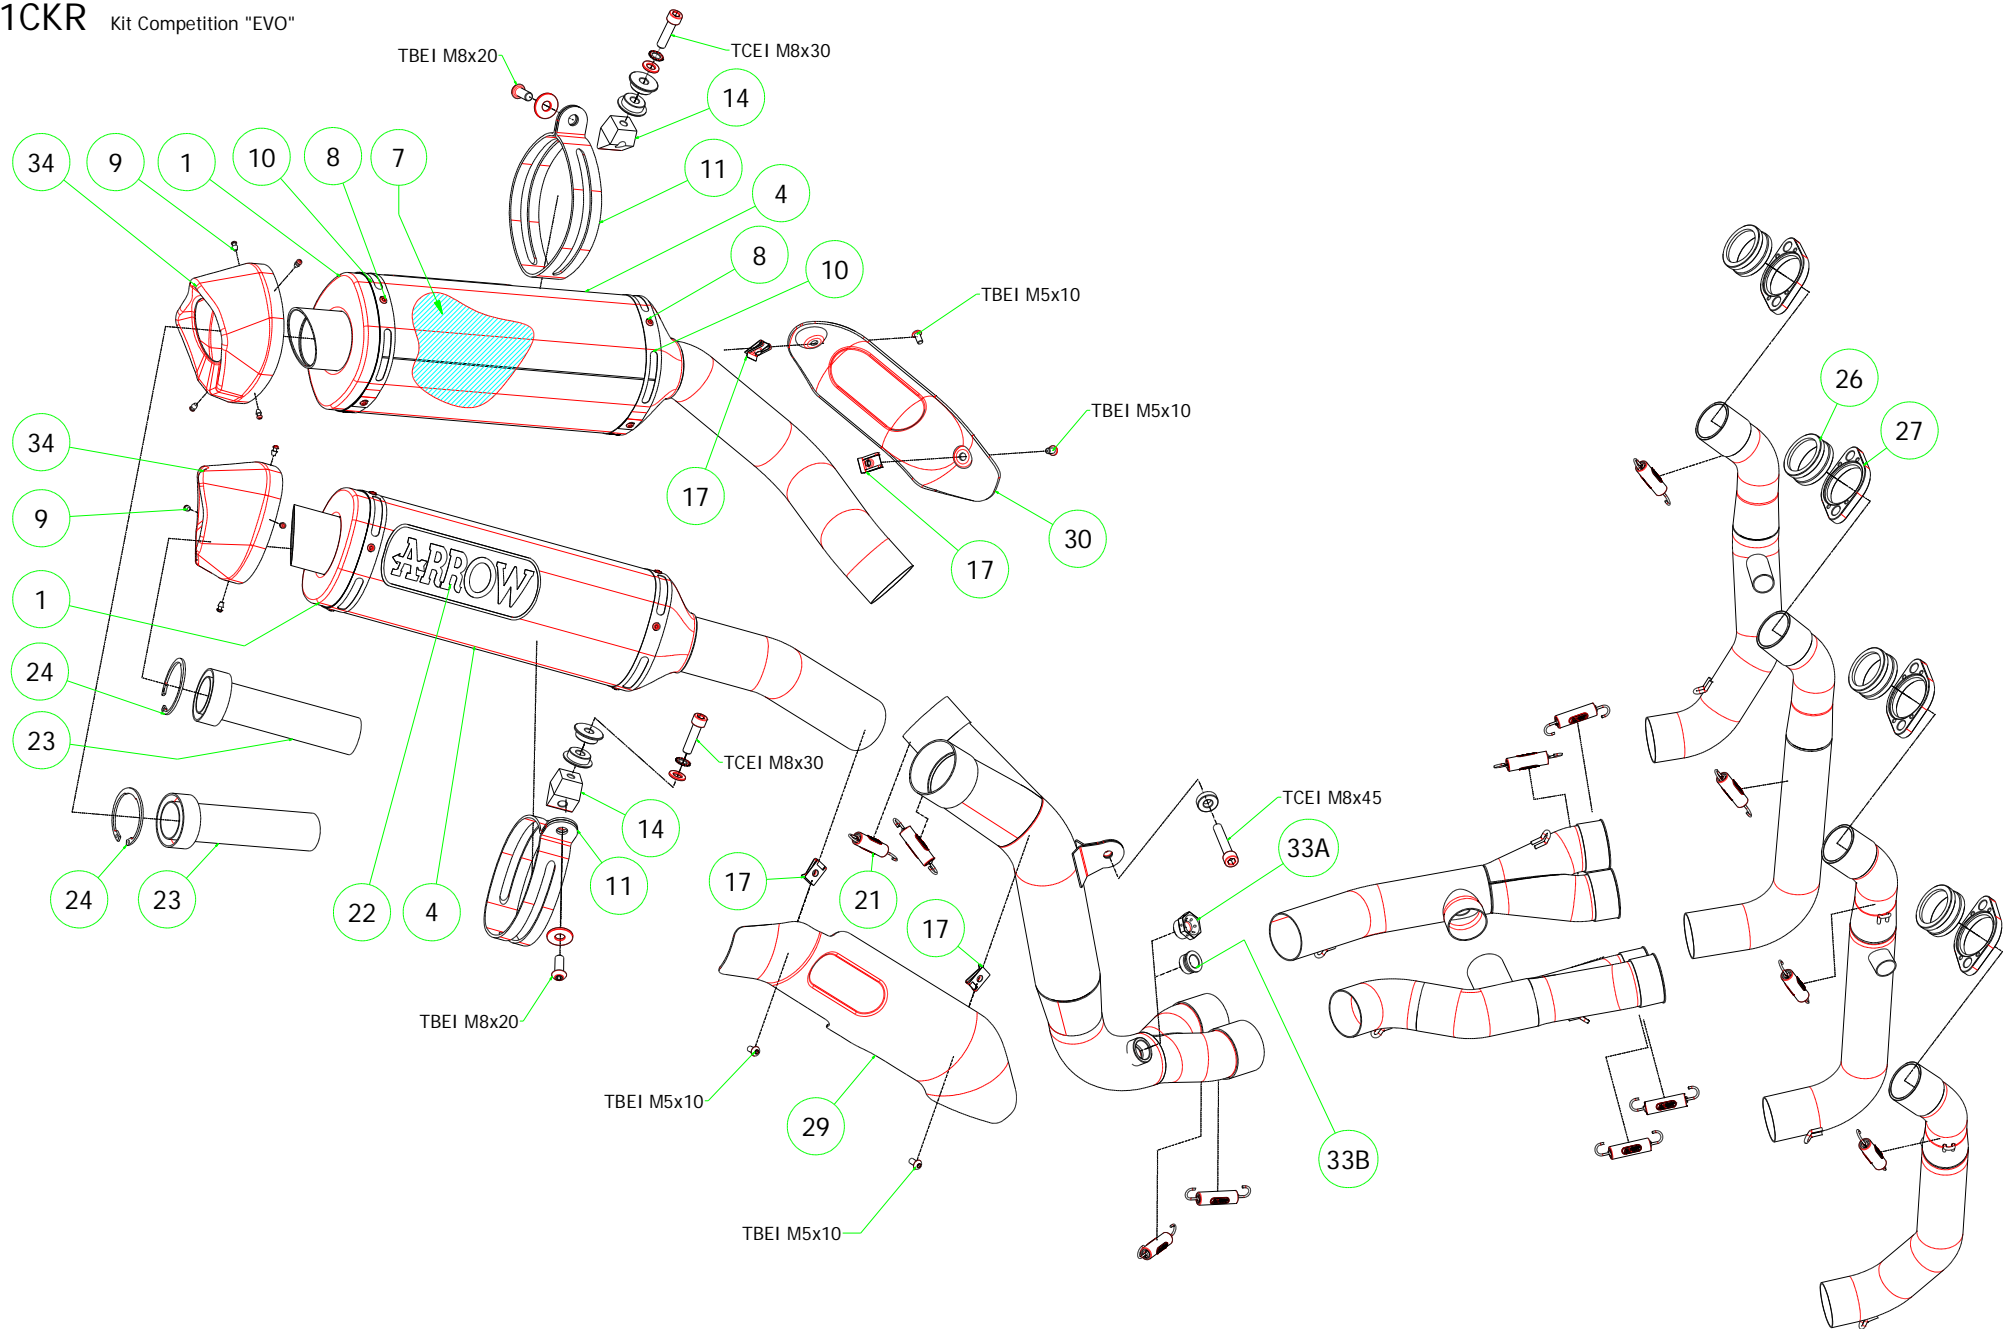 1CKR Kit Competition "EVO"
TBEI M8x20
TCEI M8x30
14
34
9
1
10
8
7
11
4
8
10
TBEI M5x10
TBEI M5x10
26
27
34
17
9
17
30
ARROW
1
24
23
TCEI M8x30
14
TCEI M8x45
33A
24
23
22
4
11
17
21
17
TBEI M8x20
TBEI M5x10
29
33B
TBEI M5x10